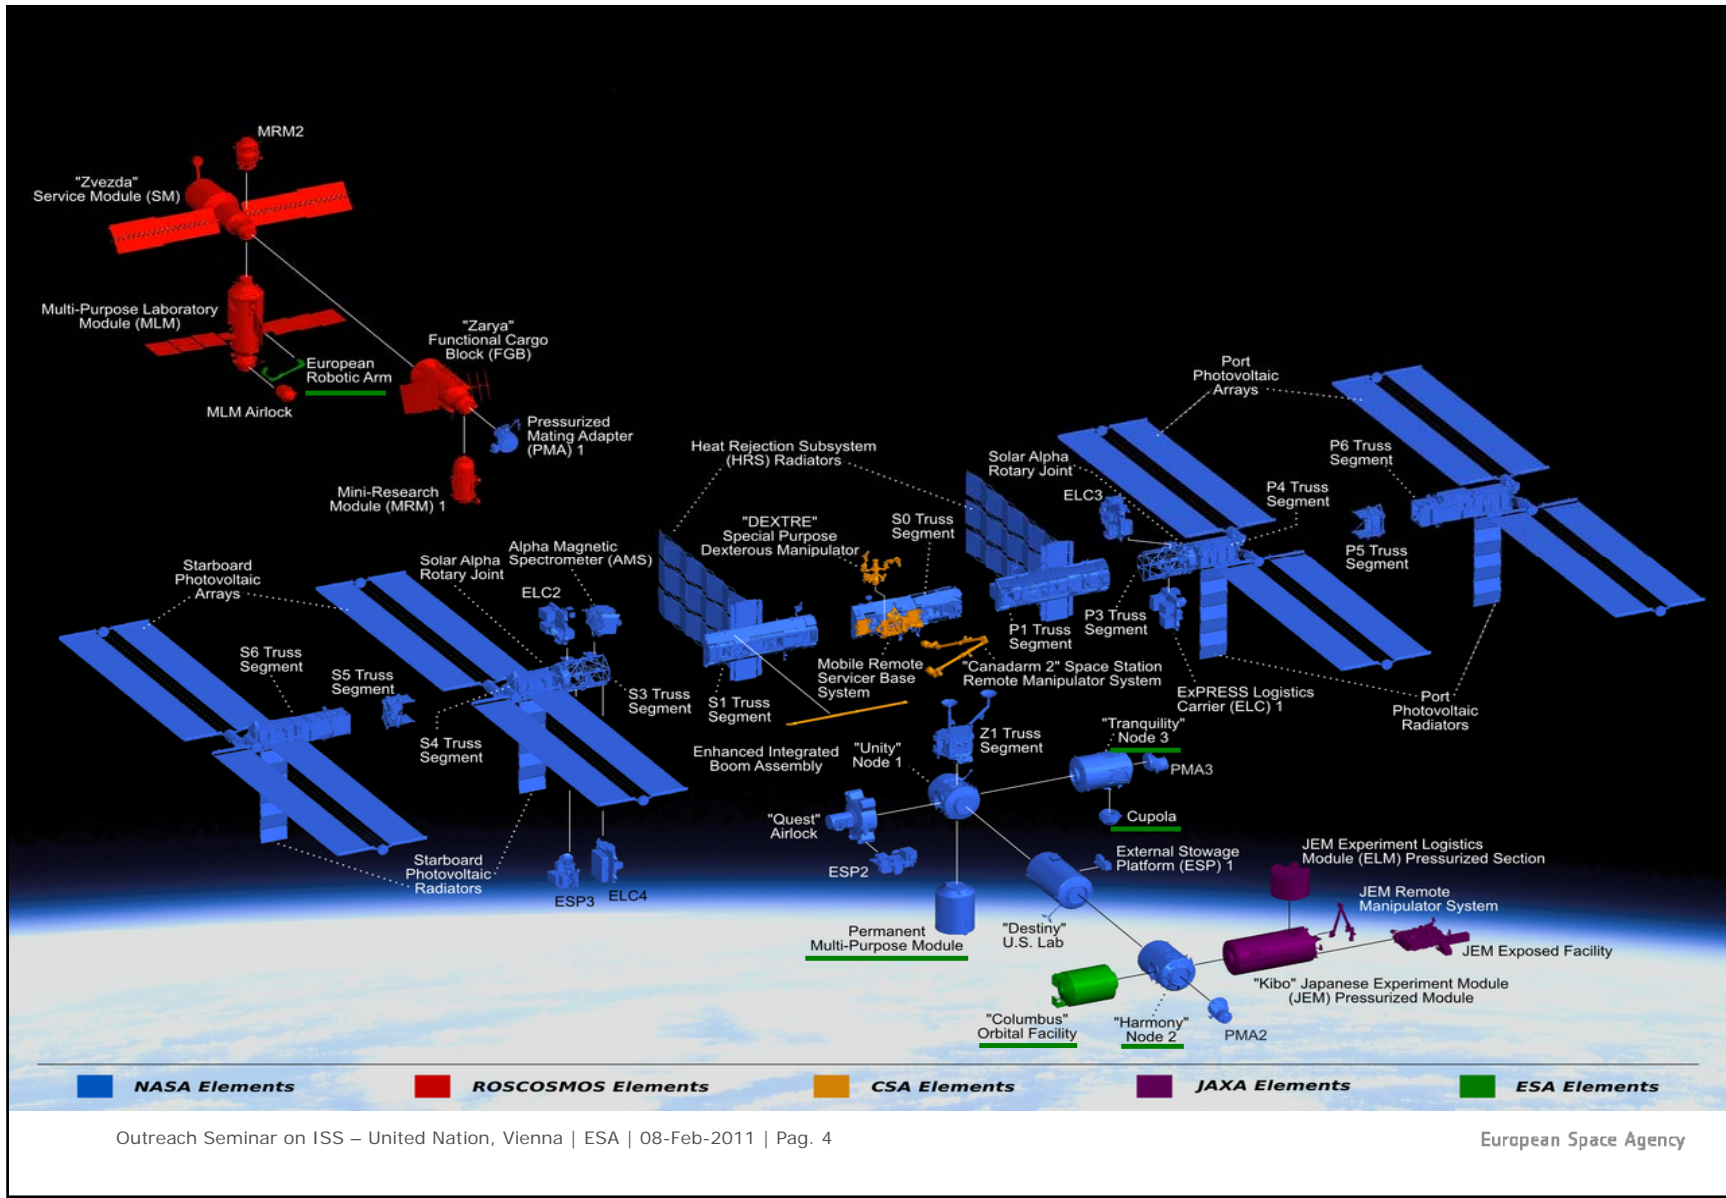 MRM2
"Zvezda"
Service Module (SM)
Multi-Purpose Laboratory
Module (MLM)
European
Robotic Arm
MLM Airlock
"Zarya"
Functional Cargo
Block (FGB)
Pressurized
Mating Adapter
(PMA) 1
Mini-Research
Module (MRM) 1
Heat Rejection Subsystem
(HRS) Radiators
"DEXTRE"
Special Purpose
Dexterous Manipulator
S0 Truss
Segment
Solar Alpha
Rotary Joint
ELC3
Port
Photovoltaic
Arrays
P6 Truss
Segment
P4 Truss
Segment
P5 Truss
Segment
Starboard
Photovoltaic
Arrays
Solar Alpha
Rotary Joint
Alpha Magnetic
Spectrometer (AMS)
ELC2
S6 Truss
Segment
S5 Truss
Segment
S4 Truss
Segment
S3 Truss
Segment
S1 Truss
Segment
Mobile Remote
Servicer Base
System
P1 Truss
Segment
P3 Truss
Segment
"Canadarm 2" Space Station
Remote Manipulator System
ExPRESS Logistics
Carrier (ELC) 1
Port
Photovoltaic
Radiators
Enhanced Integrated
Boom Assembly
"Unity"
Node 1
Z1 Truss
Segment
"Tranquility"
Node 3
PMA3
Cupola
"Quest"
Airlock
ESP2
External Stowage
Platform (ESP) 1
Starboard
Photovoltaic
Radiators
ESP3
ELC4
Permanent
Multi-Purpose Module
"Destiny"
U.S. Lab
JEM Experiment Logistics
Module (ELM) Pressurized Section
JEM Remote
Manipulator System
JEM Exposed Facility
"Kibo" Japanese Experiment Module
(JEM) Pressurized Module
"Columbus"
Orbital Facility
"Harmony"
Node 2
PMA2
NASA Elements
ROSCOSMOS Elements
CSA Elements
JAXA Elements
ESA Elements
Outreach Seminar on ISS – United Nation, Vienna | ESA | 08-Feb-2011 | Pag. 4
European Space Agency